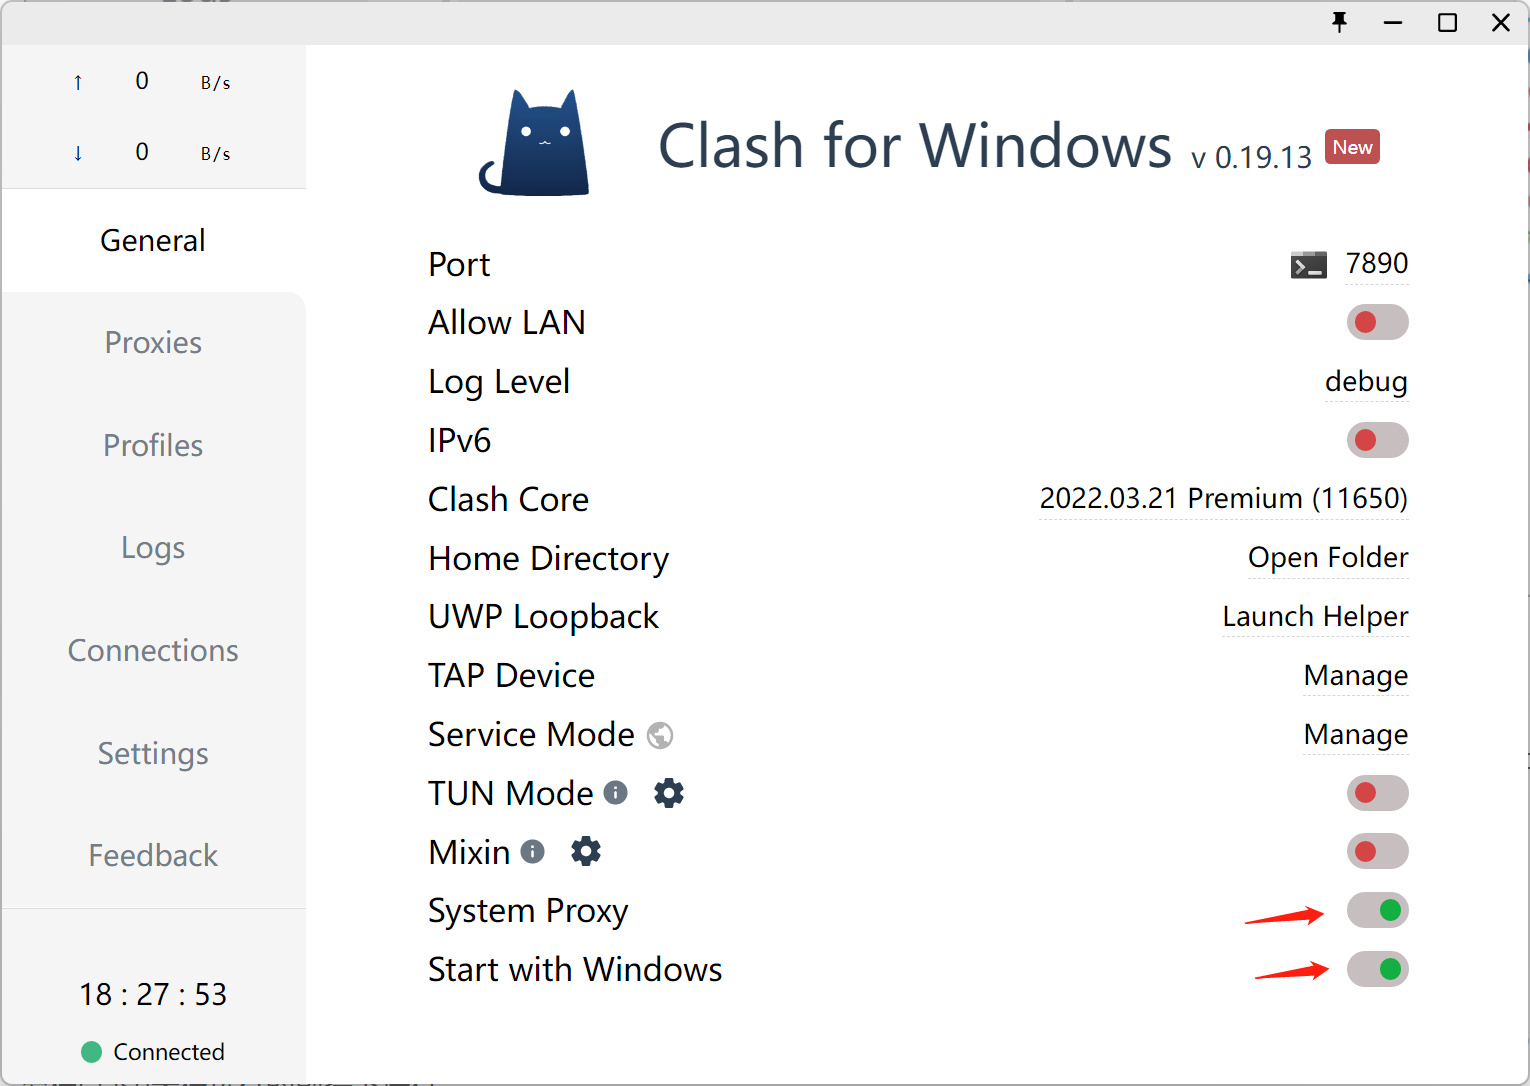 ↑ 0 B/s
↓ 0 B/s
General
Proxies
Profiles
Logs
Connections
Settings
Feedback
18 : 27 : 53
Connected
Clash for Windows v 0.19.13 New
Port 7890
Allow LAN
Log Level debug
IPv6
Clash Core 2022.03.21 Premium (11650)
Home Directory Open Folder
UWP Loopback Launch Helper
TAP Device Manage
Service Mode Manage
TUN Mode
Mixin
System Proxy
Start with Windows